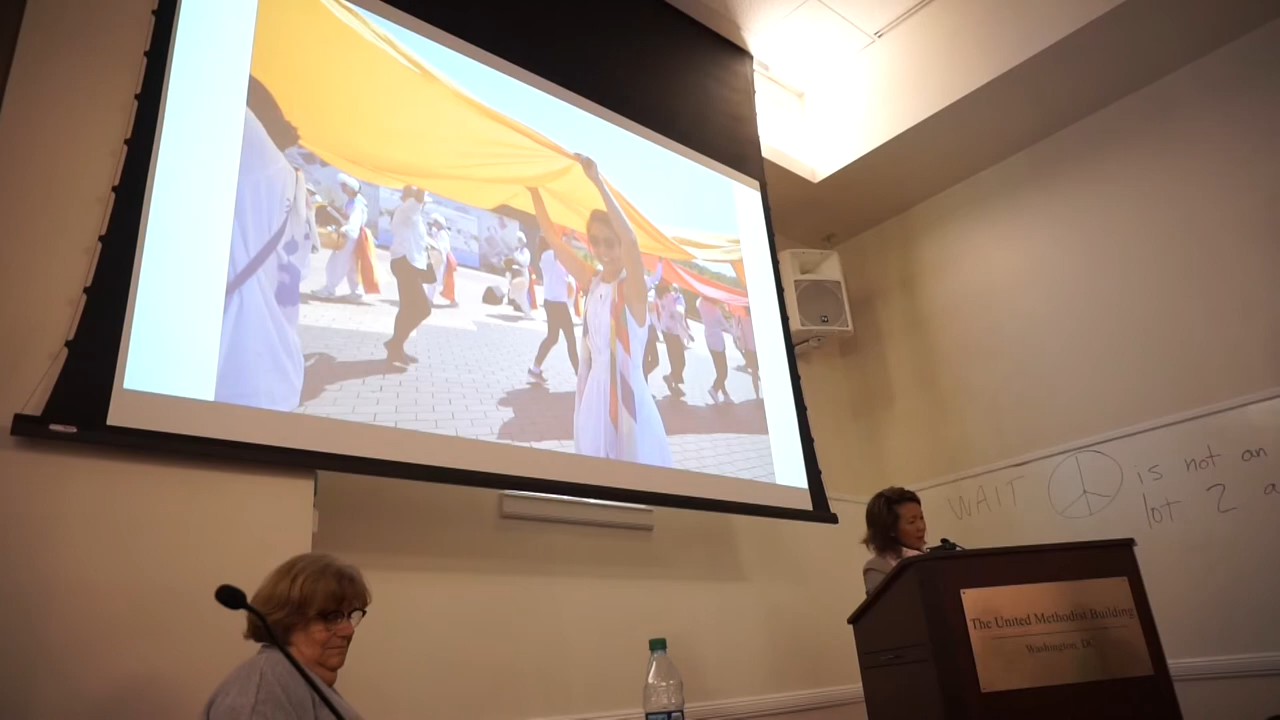 WAIT
is not an
lot 2 a
The United Methodist Building
Washington, DC